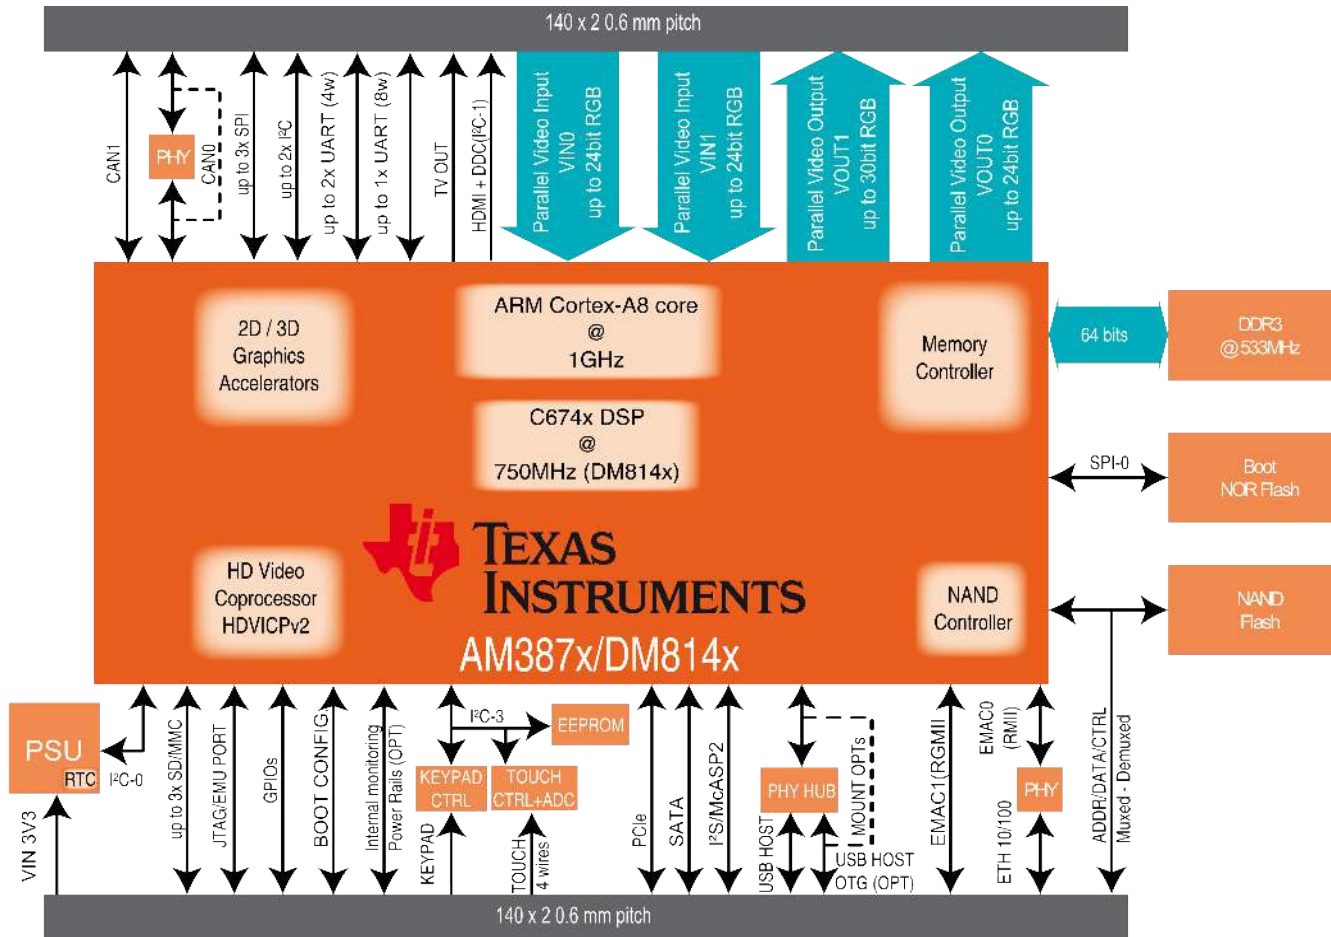 140 x 2 0.6 mm pitch
CAN1
PHY
CAN0
up to 3x SPI
up to 2x I²C
up to 2x UART (4w)
up to 1x UART (8w)
TV OUT
HDMI + DDC(I²C-1)
Parallel Video Input
VIN0
up to 24bit RGB
Parallel Video Input
VIN1
up to 24bit RGB
Parallel Video Output
VOUT1
up to 30bit RGB
Parallel Video Output
VOUT0
up to 24bit RGB
2D / 3D
Graphics
Accelerators
ARM Cortex-A8 core
@
1GHz
Memory
Controller
64 bits
DDR3
@ 533MHz
C674x DSP
@
750MHz (DM814x)
SPI-0
Boot
NOR Flash
TEXAS
INSTRUMENTS
HD Video
Coprocessor
HDVICPv2
NAND
Controller
NAND
Flash
AM387x/DM814x
PSU
RTC
I²C-0
VIN 3V3
up to 3x SD/MMC
JTAG/EMU PORT
GPIOs
BOOT CONFIG.
Internal monitoring
Power Rails (OPT)
I²C-3
EEPROM
KEYPAD
CTRL
TOUCH
CTRL+ADC
KEYPAD
TOUCH
4 wires
PCIe
SATA
I²S/McASP2
PHY HUB
MOUNT OPTs
USB HOST
USB HOST
OTG (OPT)
EMAC1(RGMII)
EMAC0
(RMII)
PHY
ETH 10/100
ADDR/DATA/CTRL
Muxed - Demuxed
140 x 2 0.6 mm pitch